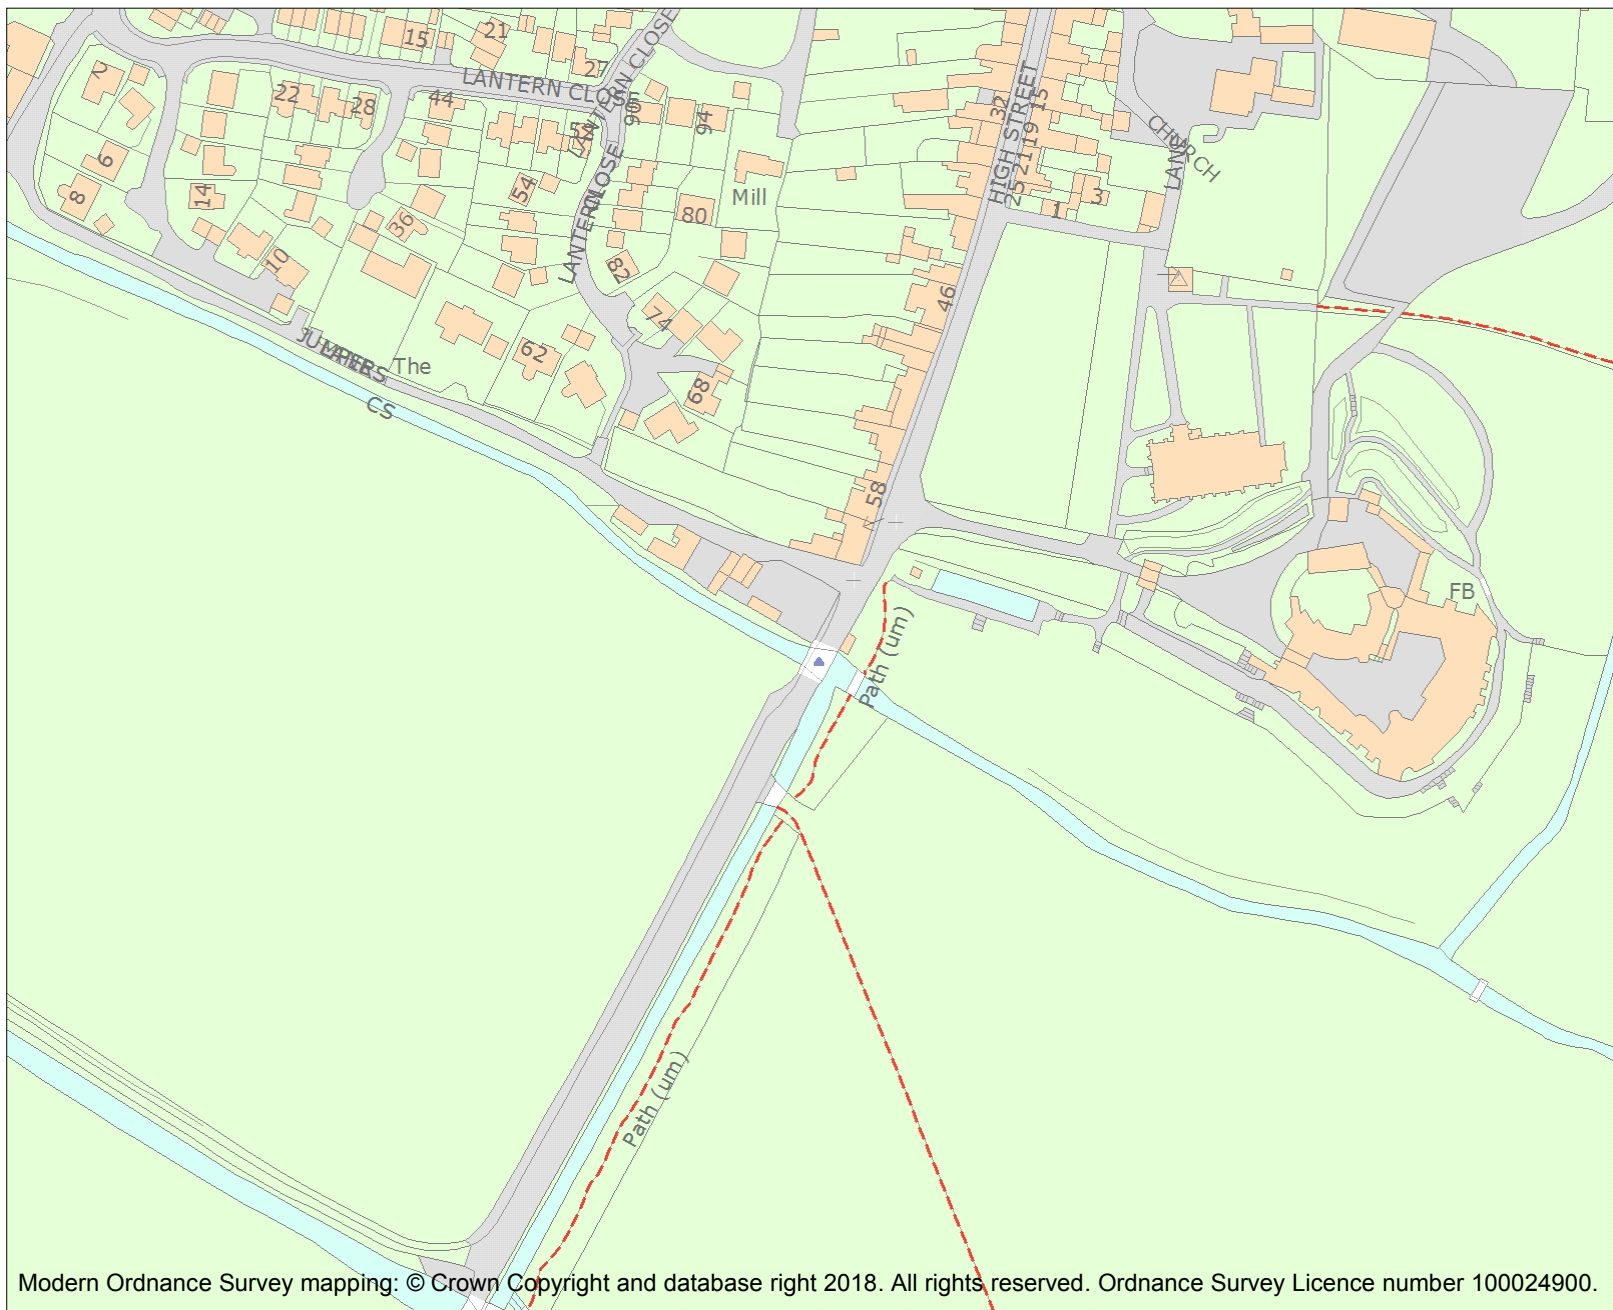 21
15
27
LANTERN CLOSE
LANTERN CLOSE
2
22
28
44
96
94
32
HIGH STREET
15
19
21
25
CHURCH
LANE
6
8
14
54
36
10
80
Mill
LANTERN CLOSE
82
3
1
46
74
62
68
JUMPERS LANE
The
CS
58
FB
Path (um)
Path (um)
Modern Ordnance Survey mapping: © Crown Copyright and database right 2018. All rights reserved. Ordnance Survey Licence number 100024900.